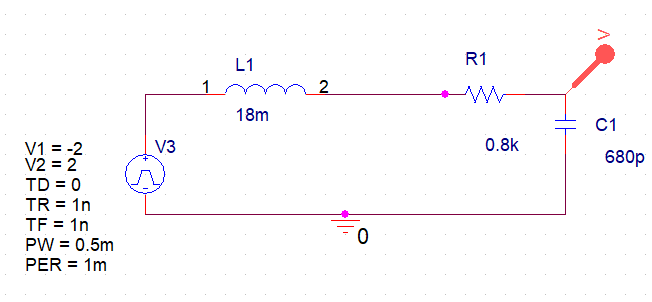 V
L1
R1
1
2
18m
C1
0.8k
680p
V3
+
-
V1 = -2
V2 = 2
TD = 0
TR = 1n
TF = 1n
PW = 0.5m
PER = 1m
0